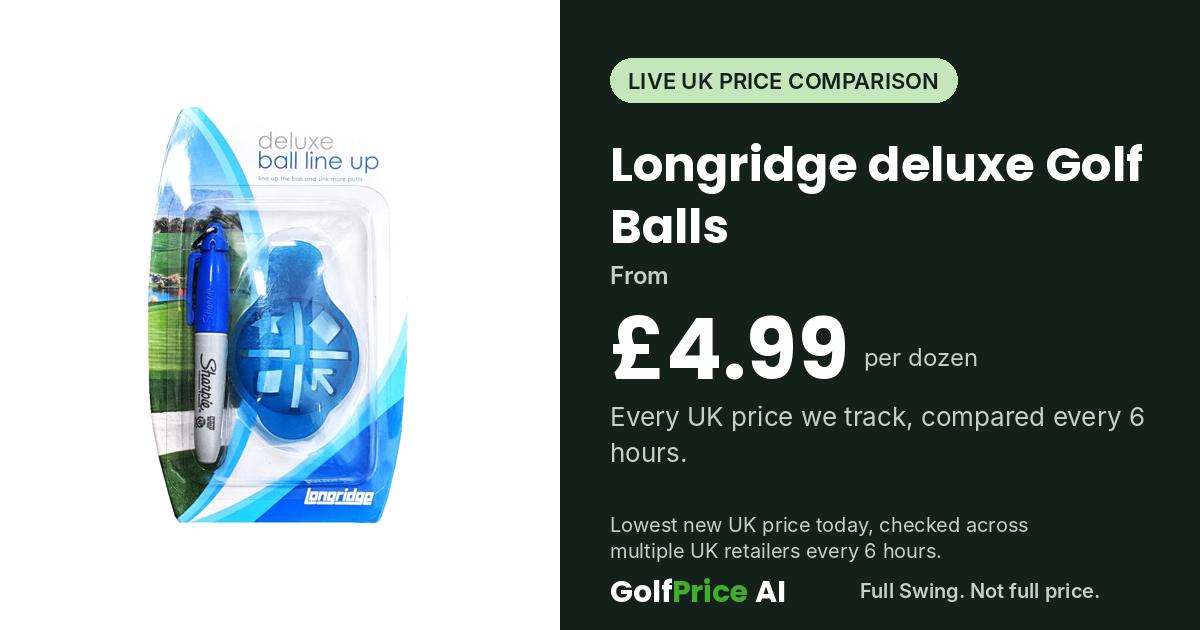 deluxe
ball line up
line up the ball and sink more putts
Sharpie
Longridge
LIVE UK PRICE COMPARISON
Longridge deluxe Golf
Balls
From
£4.99 per dozen
Every UK price we track, compared every 6
hours.
Lowest new UK price today, checked across
multiple UK retailers every 6 hours.
GolfPrice AI
Full Swing. Not full price.